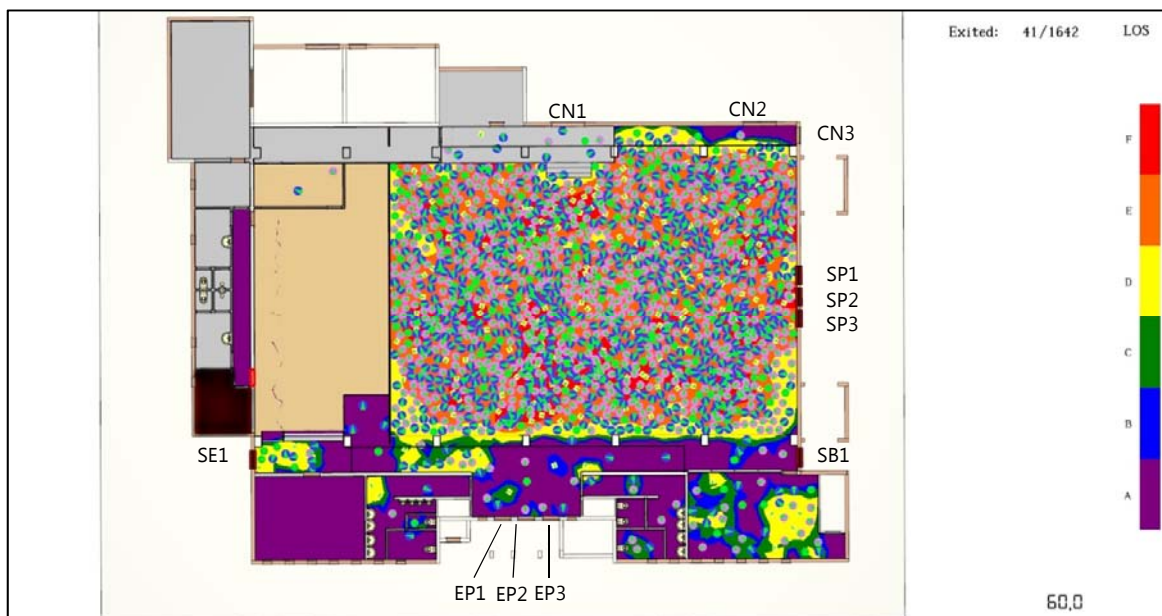 Exited: 41/1642 LOS
CN1
CN2
CN3
F
E
SP1
D
SP2
SP3
C
B
SE1
SB1
A
EP1 EP2 EP3
60,0